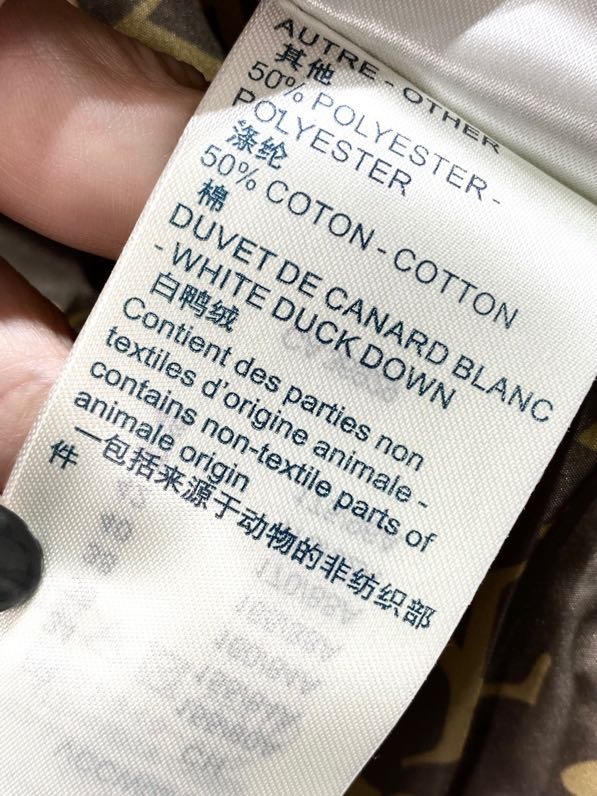 AUTRE - OTHER
其他
50% POLYESTER -
POLYESTER
涤纶
50% COTON - COTTON
棉
DUVET DE CANARD BLANC
- WHITE DUCK DOWN
白鸭绒
Contient des parties non
textiles d'origine animale -
contains non-textile parts of
animale origin
一包括来源于动物的非纺织部
件